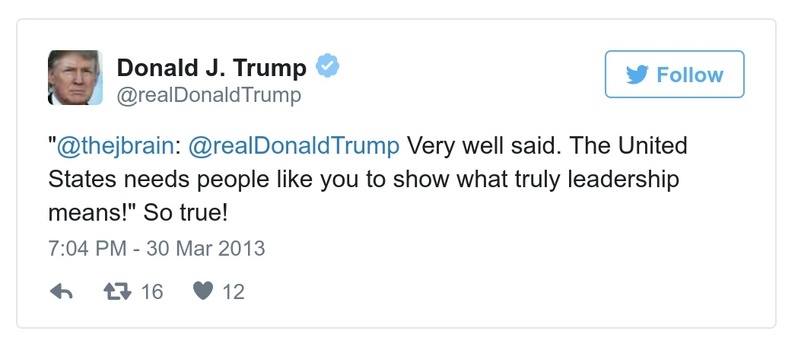 Donald J. Trump
@realDonaldTrump
Follow
"@thejbrain: @realDonaldTrump Very well said. The United
States needs people like you to show what truly leadership
means!" So true!
7:04 PM - 30 Mar 2013
16 12